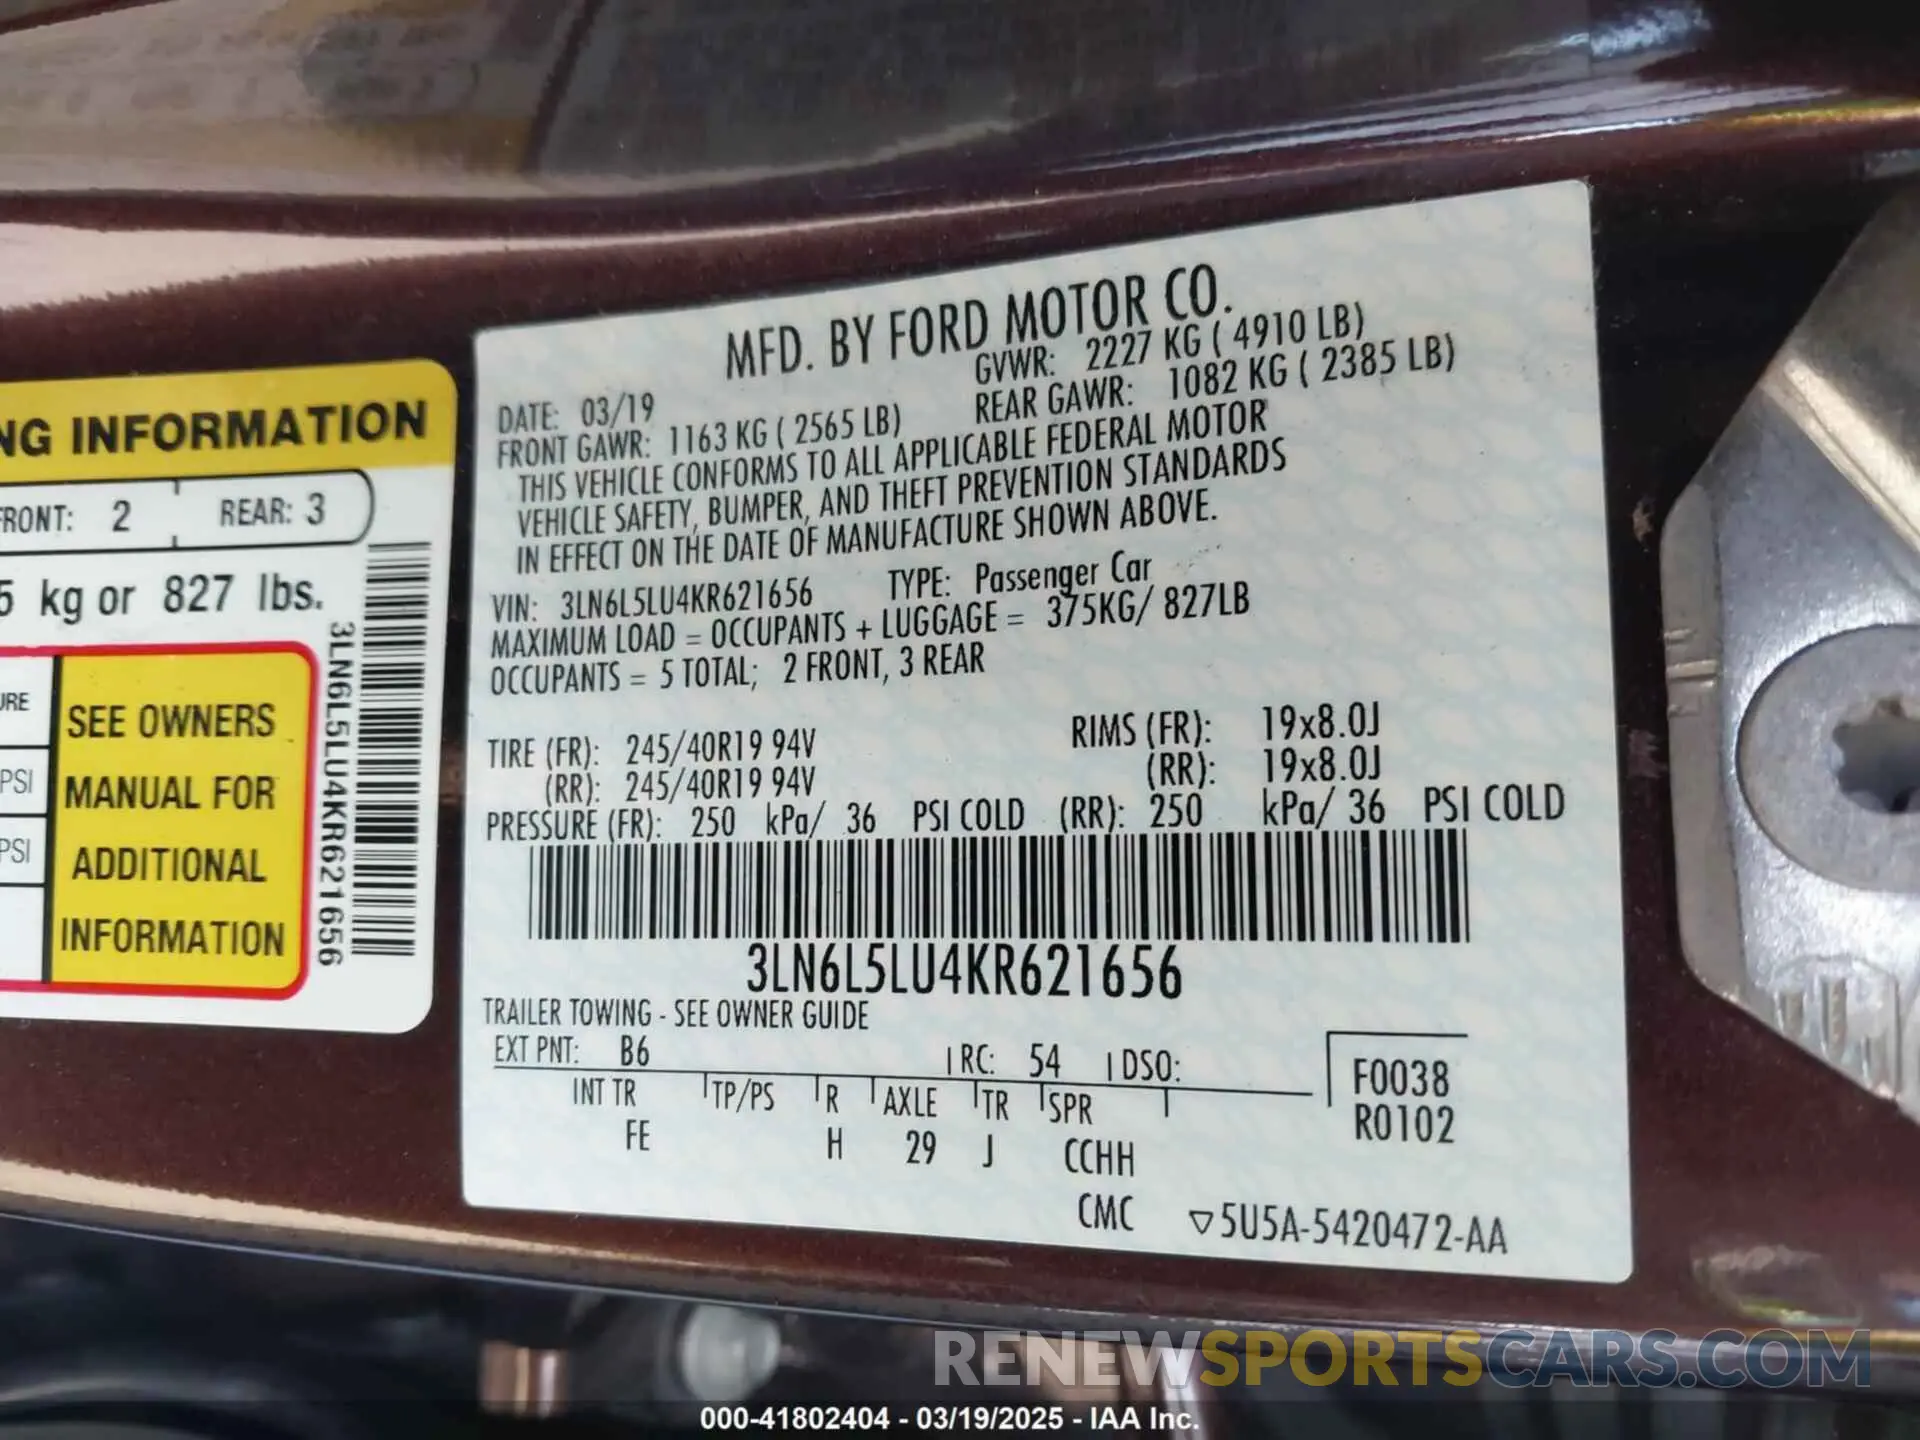 NG INFORMATION
FRONT: 2 REAR: 3
5 kg or 827 lbs.
URE
PSI
PSI
SEE OWNERS
MANUAL FOR
ADDITIONAL
INFORMATION
3LN6L5LU4KR621656
MFD. BY FORD MOTOR CO.
DATE: 03/19 GVWR: 2227 KG ( 4910 LB)
FRONT GAWR: 1163 KG ( 2565 LB) REAR GAWR: 1082 KG ( 2385 LB)
THIS VEHICLE CONFORMS TO ALL APPLICABLE FEDERAL MOTOR
VEHICLE SAFETY, BUMPER, AND THEFT PREVENTION STANDARDS
IN EFFECT ON THE DATE OF MANUFACTURE SHOWN ABOVE.
VIN: 3LN6L5LU4KR621656 TYPE: Passenger Car
MAXIMUM LOAD = OCCUPANTS + LUGGAGE = 375KG/ 827LB
OCCUPANTS = 5 TOTAL; 2 FRONT, 3 REAR
TIRE (FR): 245/40R19 94V RIMS (FR): 19x8.0J
(RR): 245/40R19 94V (RR): 19x8.0J
PRESSURE (FR): 250 kPa/ 36 PSI COLD (RR): 250 kPa/ 36 PSI COLD
3LN6L5LU4KR621656
TRAILER TOWING - SEE OWNER GUIDE
EXT PNT: B6 RC: 54 DSO:
INT TR TP/PS R AXLE TR SPR
FE H 29 J CCHH
F0038
R0102
CMC ▽5U5A-5420472-AA
RENEWSPORTSCARS.COM
000-41802404 - 03/19/2025 - IAA Inc.